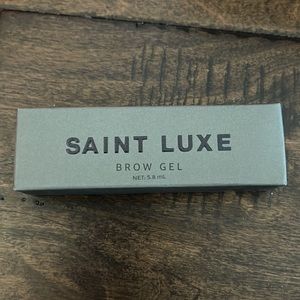 SAINT LUXE
BROW GEL
NET: 5.8 mL